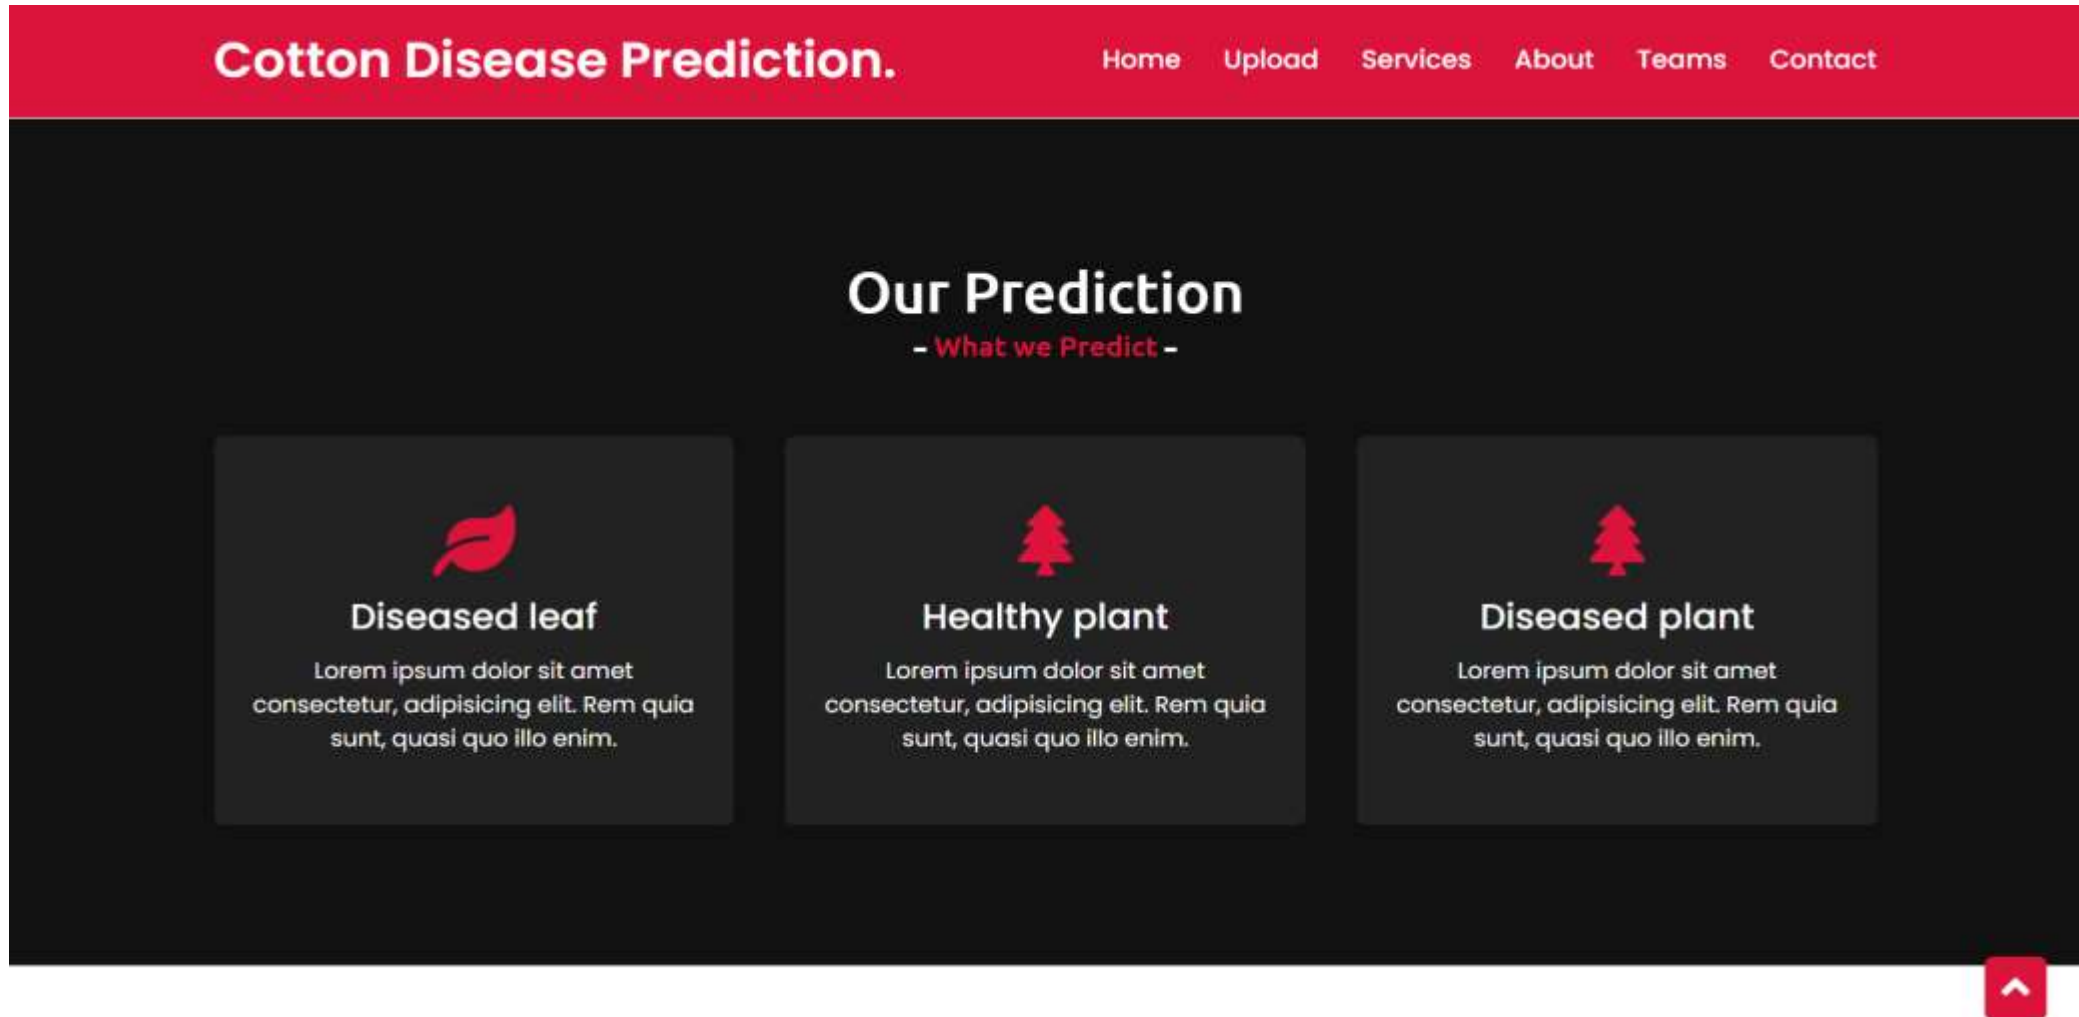 Cotton Disease Prediction.
Home Upload Services About Teams Contact
Our Prediction
- What we Predict -
Diseased leaf
Lorem ipsum dolor sit amet
consectetur, adipisicing elit. Rem quia
sunt, quasi quo illo enim.
Healthy plant
Lorem ipsum dolor sit amet
consectetur, adipisicing elit. Rem quia
sunt, quasi quo illo enim.
Diseased plant
Lorem ipsum dolor sit amet
consectetur, adipisicing elit. Rem quia
sunt, quasi quo illo enim.